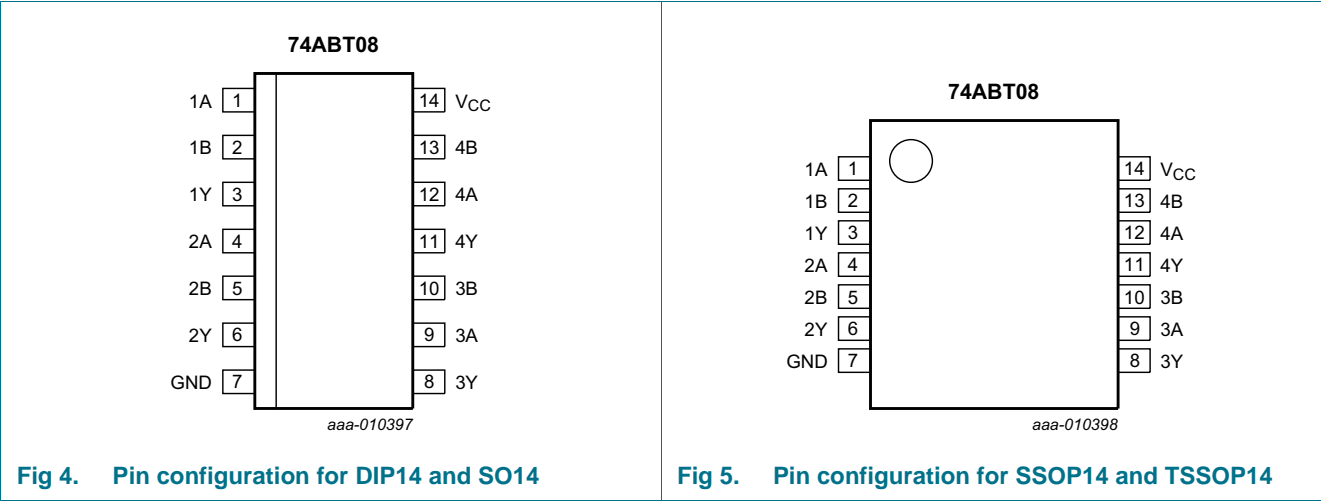 74ABT08
1A 1 14 VCC
1B 2 13 4B
1Y 3 12 4A
2A 4 11 4Y
2B 5 10 3B
2Y 6 9 3A
GND 7 8 3Y
aaa-010397
Fig 4. Pin configuration for DIP14 and SO14
74ABT08
1A 1 14 VCC
1B 2 13 4B
1Y 3 12 4A
2A 4 11 4Y
2B 5 10 3B
2Y 6 9 3A
GND 7 8 3Y
aaa-010398
Fig 5. Pin configuration for SSOP14 and TSSOP14